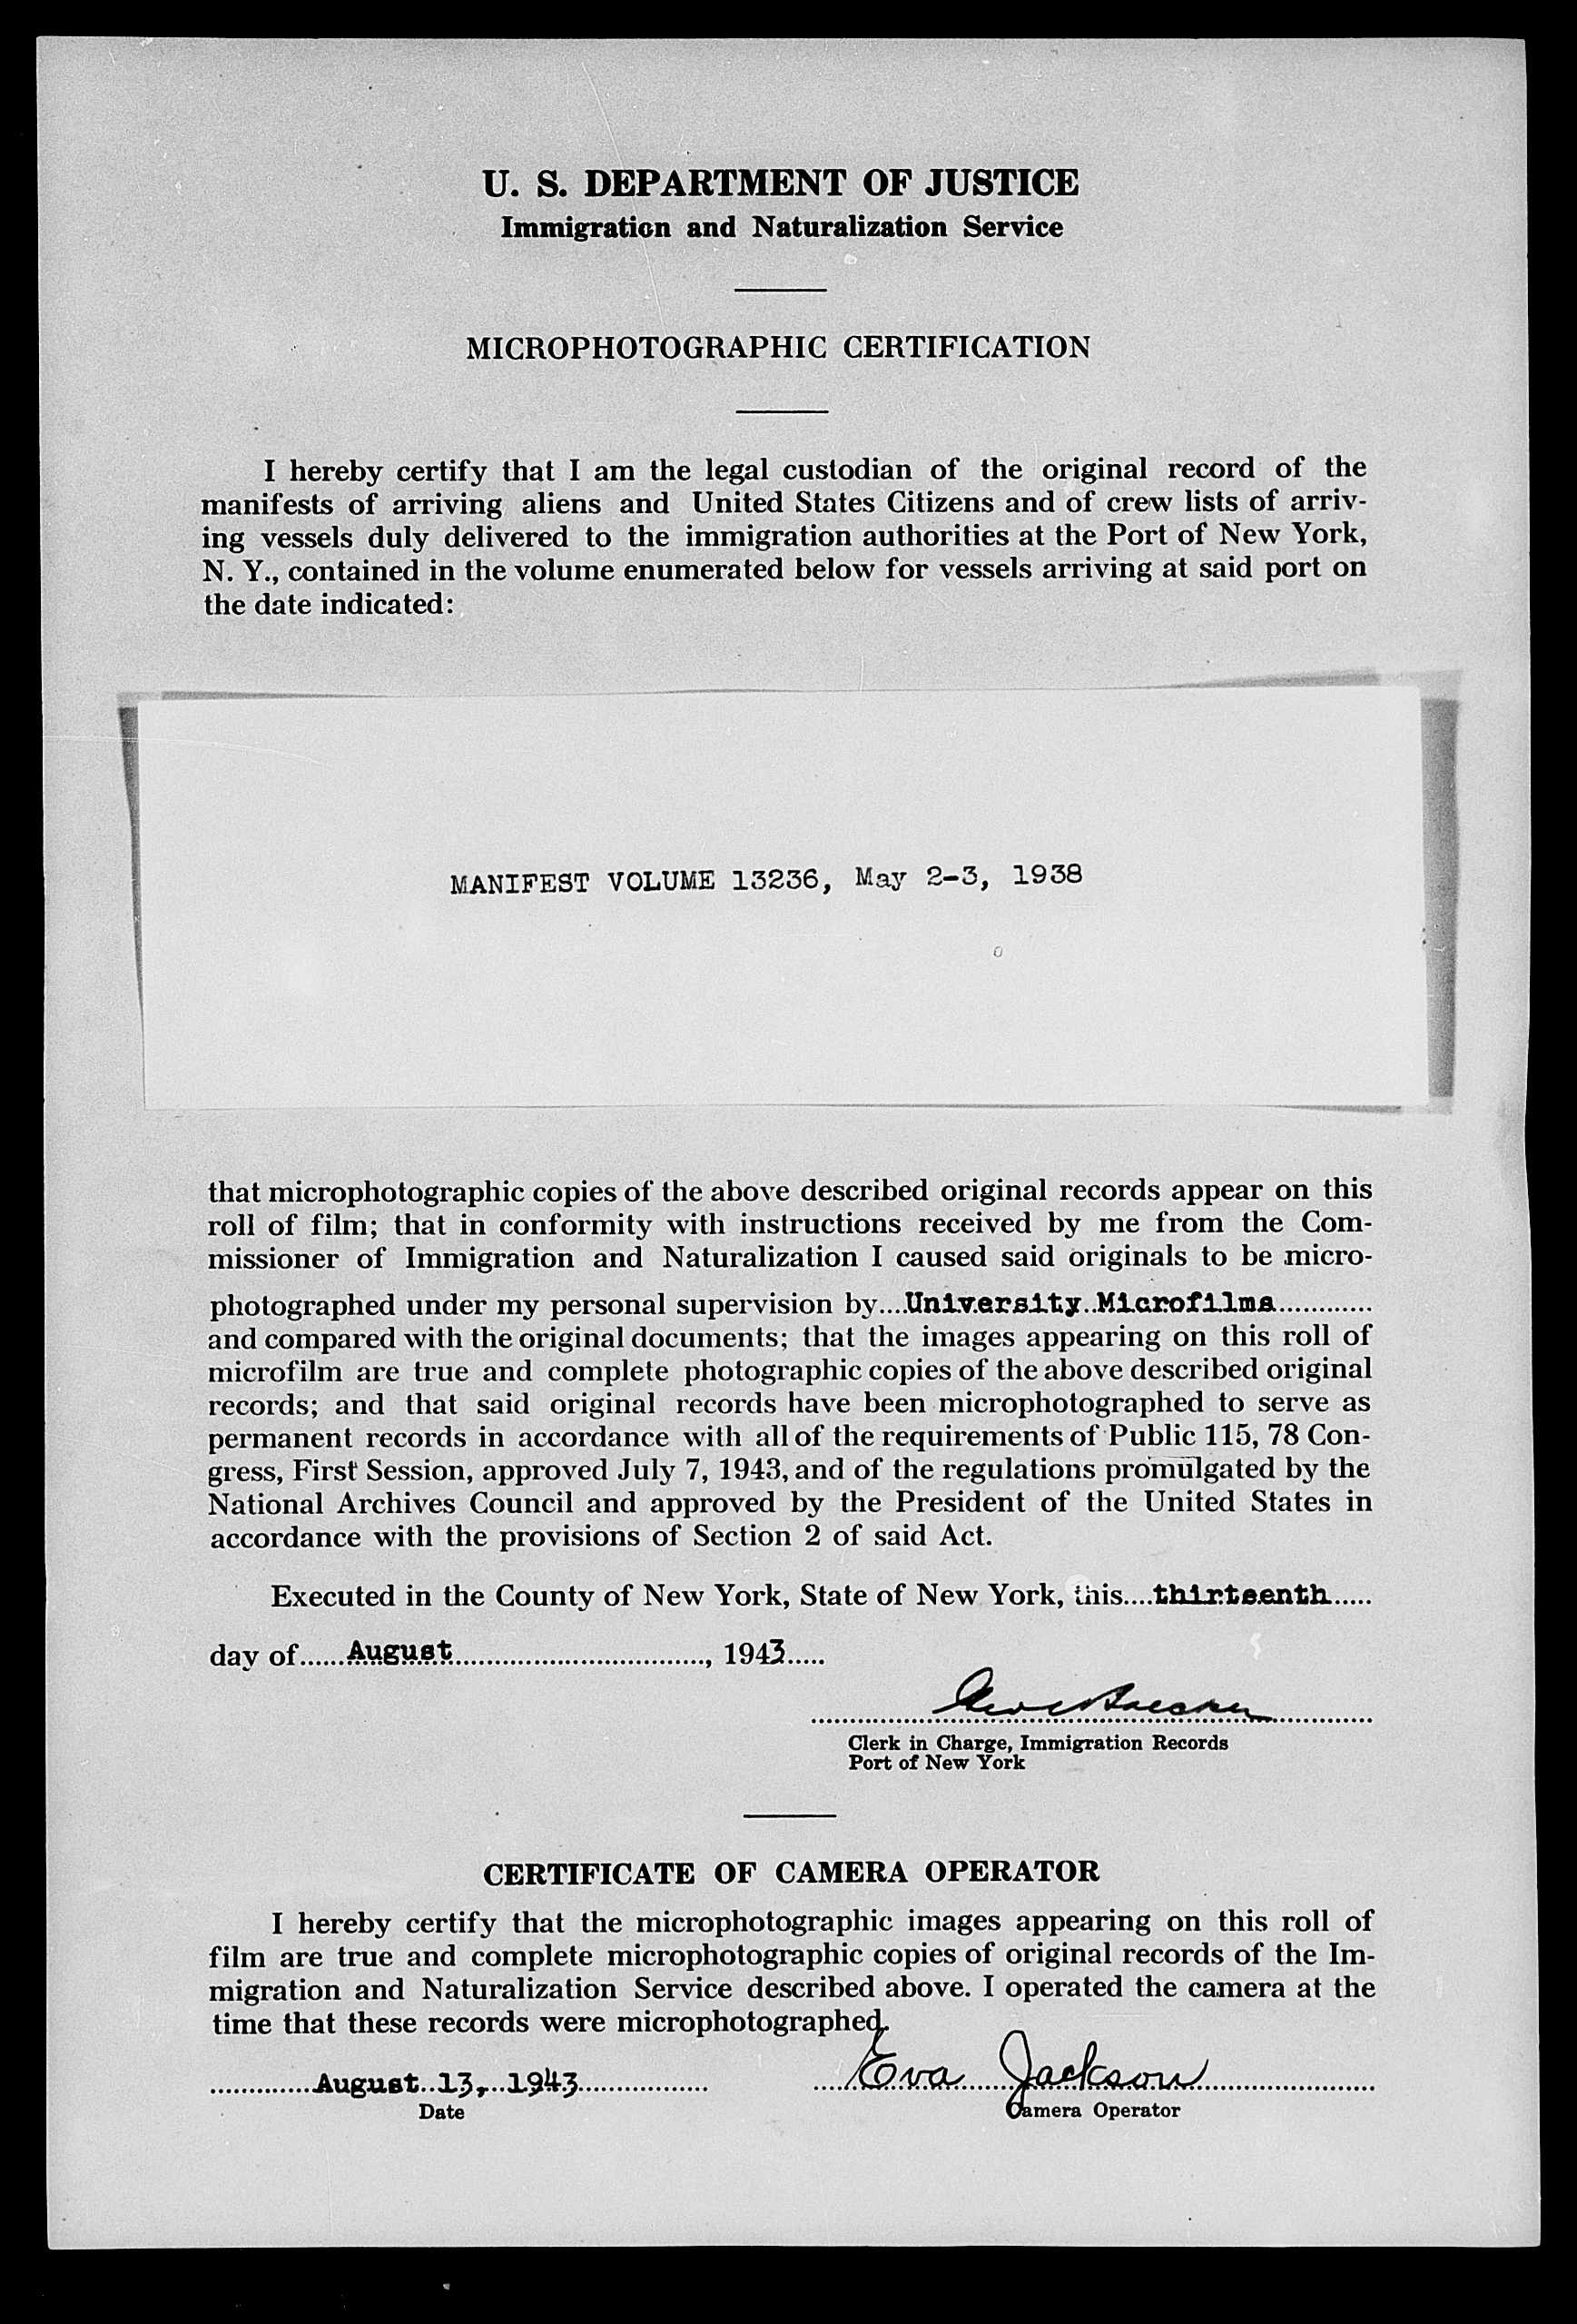 U. S. DEPARTMENT OF JUSTICE
Immigration and Naturalization Service
MICROPHOTOGRAPHIC CERTIFICATION
I hereby certify that I am the legal custodian of the original record of the
manifests of arriving aliens and United States Citizens and of crew lists of arriv-
ing vessels duly delivered to the immigration authorities at the Port of New York,
N. Y., contained in the volume enumerated below for vessels arriving at said port on
the date indicated:
MANIFEST VOLUME 13236, May 2-3, 1938
that microphotographic copies of the above described original records appear on this
roll of film; that in conformity with instructions received by me from the Com-
missioner of Immigration and Naturalization I caused said originals to be micro-
photographed under my personal supervision by....University Microfilms............
and compared with the original documents; that the images appearing on this roll of
microfilm are true and complete photographic copies of the above described original
records; and that said original records have been microphotographed to serve as
permanent records in accordance with all of the requirements of Public 115, 78 Con-
gress, First Session, approved July 7, 1943, and of the regulations promulgated by the
National Archives Council and approved by the President of the United States in
accordance with the provisions of Section 2 of said Act.
Executed in the County of New York, State of New York, this....thirteenth.....
day of......August................................, 1943.....
Clerk in Charge, Immigration Records
Port of New York
CERTIFICATE OF CAMERA OPERATOR
I hereby certify that the microphotographic images appearing on this roll of
film are true and complete microphotographic copies of original records of the Im-
migration and Naturalization Service described above. I operated the camera at the
time that these records were microphotographed.
August 13, 1943 Eva Jackson
Date Camera Operator